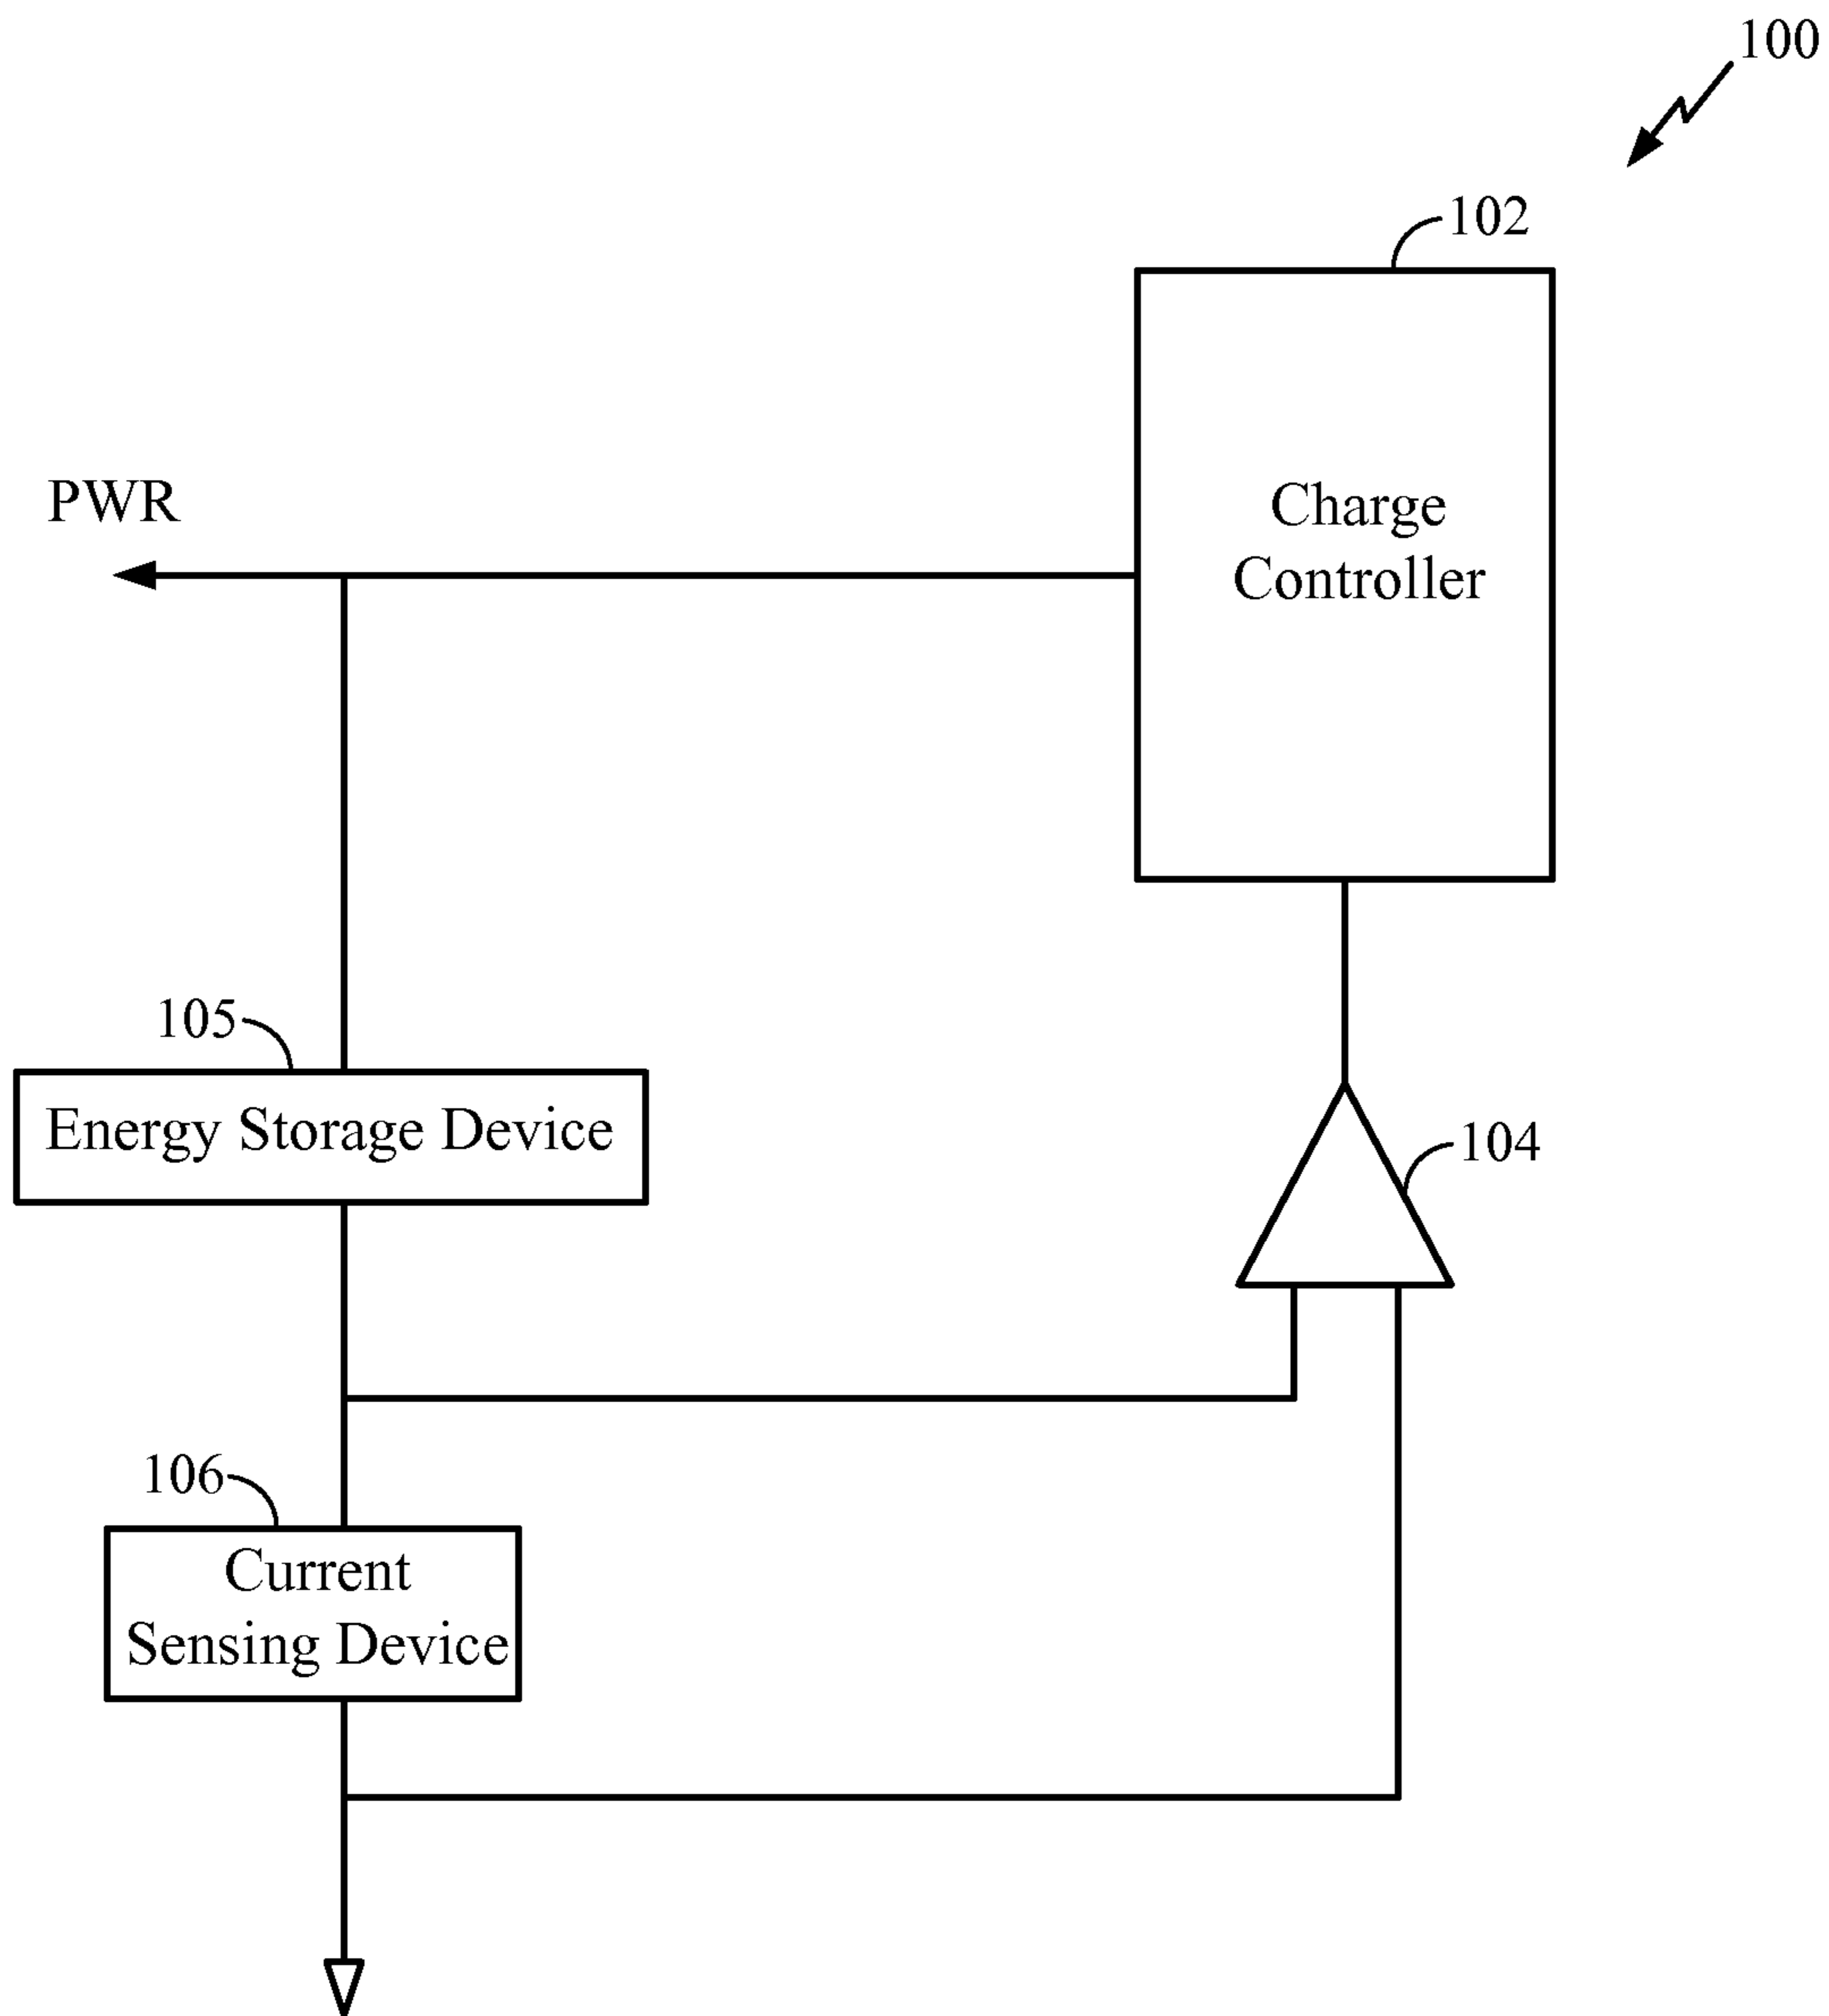 100
102
PWR
Charge
Controller
105
Energy Storage Device
104
106
Current
Sensing Device